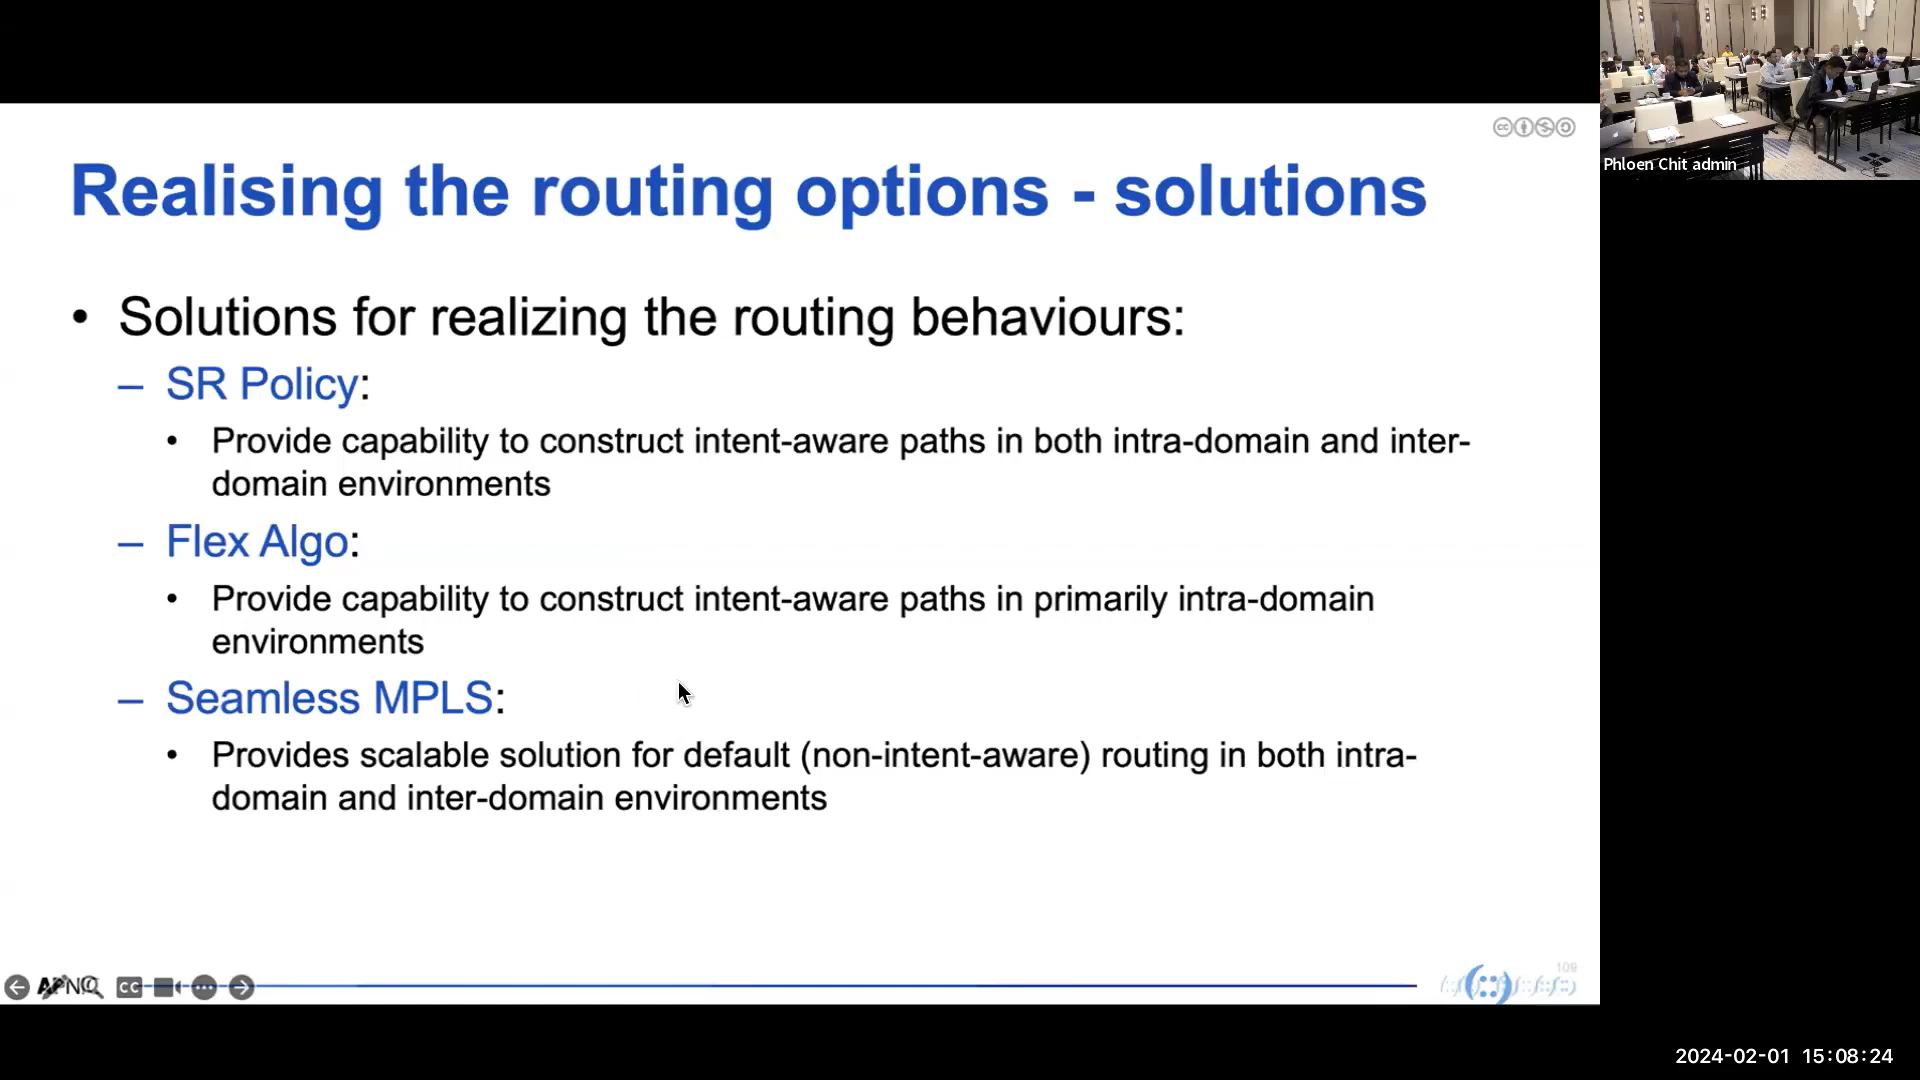 Phloen Chit admin
Realising the routing options - solutions
• Solutions for realizing the routing behaviours:
– SR Policy:
• Provide capability to construct intent-aware paths in both intra-domain and inter-
domain environments
– Flex Algo:
• Provide capability to construct intent-aware paths in primarily intra-domain
environments
– Seamless MPLS:
• Provides scalable solution for default (non-intent-aware) routing in both intra-
domain and inter-domain environments
APNIC
CC
109
2024-02-01 15:08:24